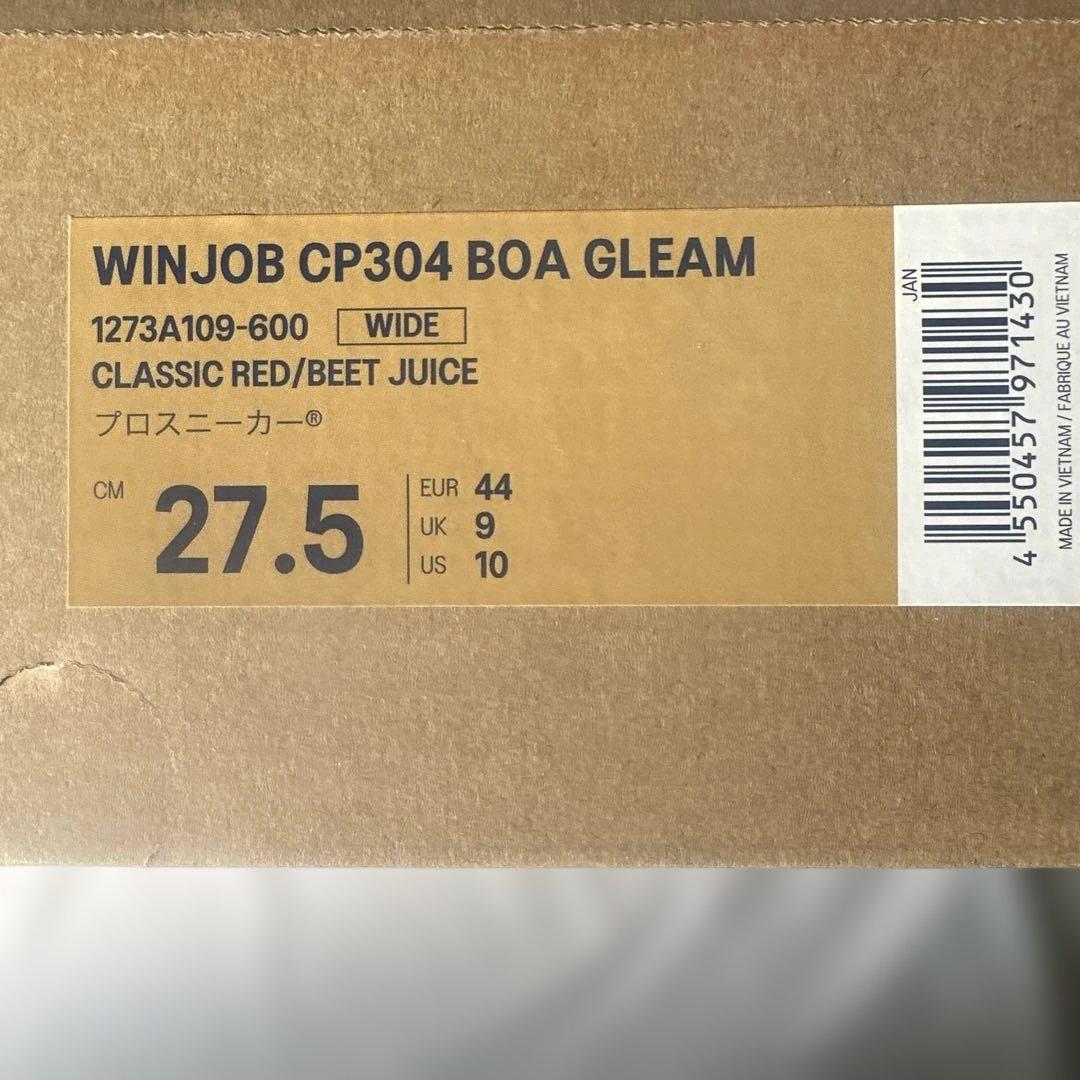 WINJOB CP304 BOA GLEAM
1273A109-600 WIDE
CLASSIC RED/BEET JUICE
プロスニーカー®
CM 27.5
EUR 44
UK 9
US 10
JAN
4 550457 971430
MADE IN VIETNAM / FABRIQUE AU VIETNAM